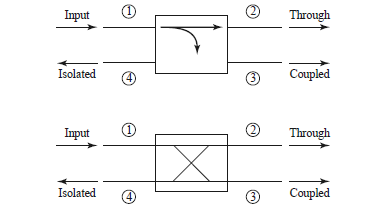 Input ① ② Through
Isolated ④ ③ Coupled
Input ① ② Through
Isolated ④ ③ Coupled